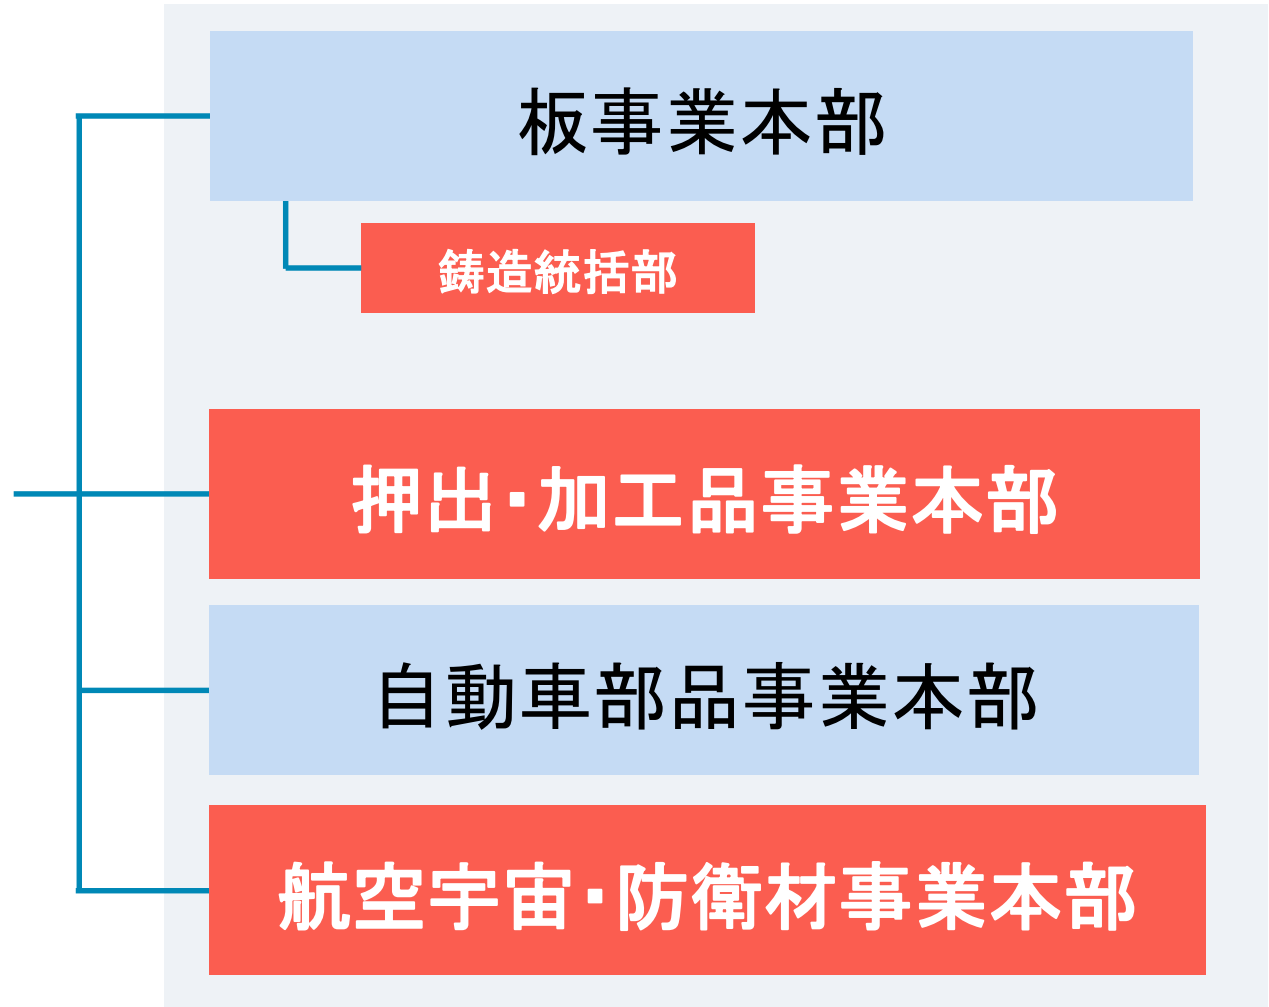 板事業本部
鋳造統括部
押出・加工品事業本部
自動車部品事業本部
航空宇宙・防衛材事業本部